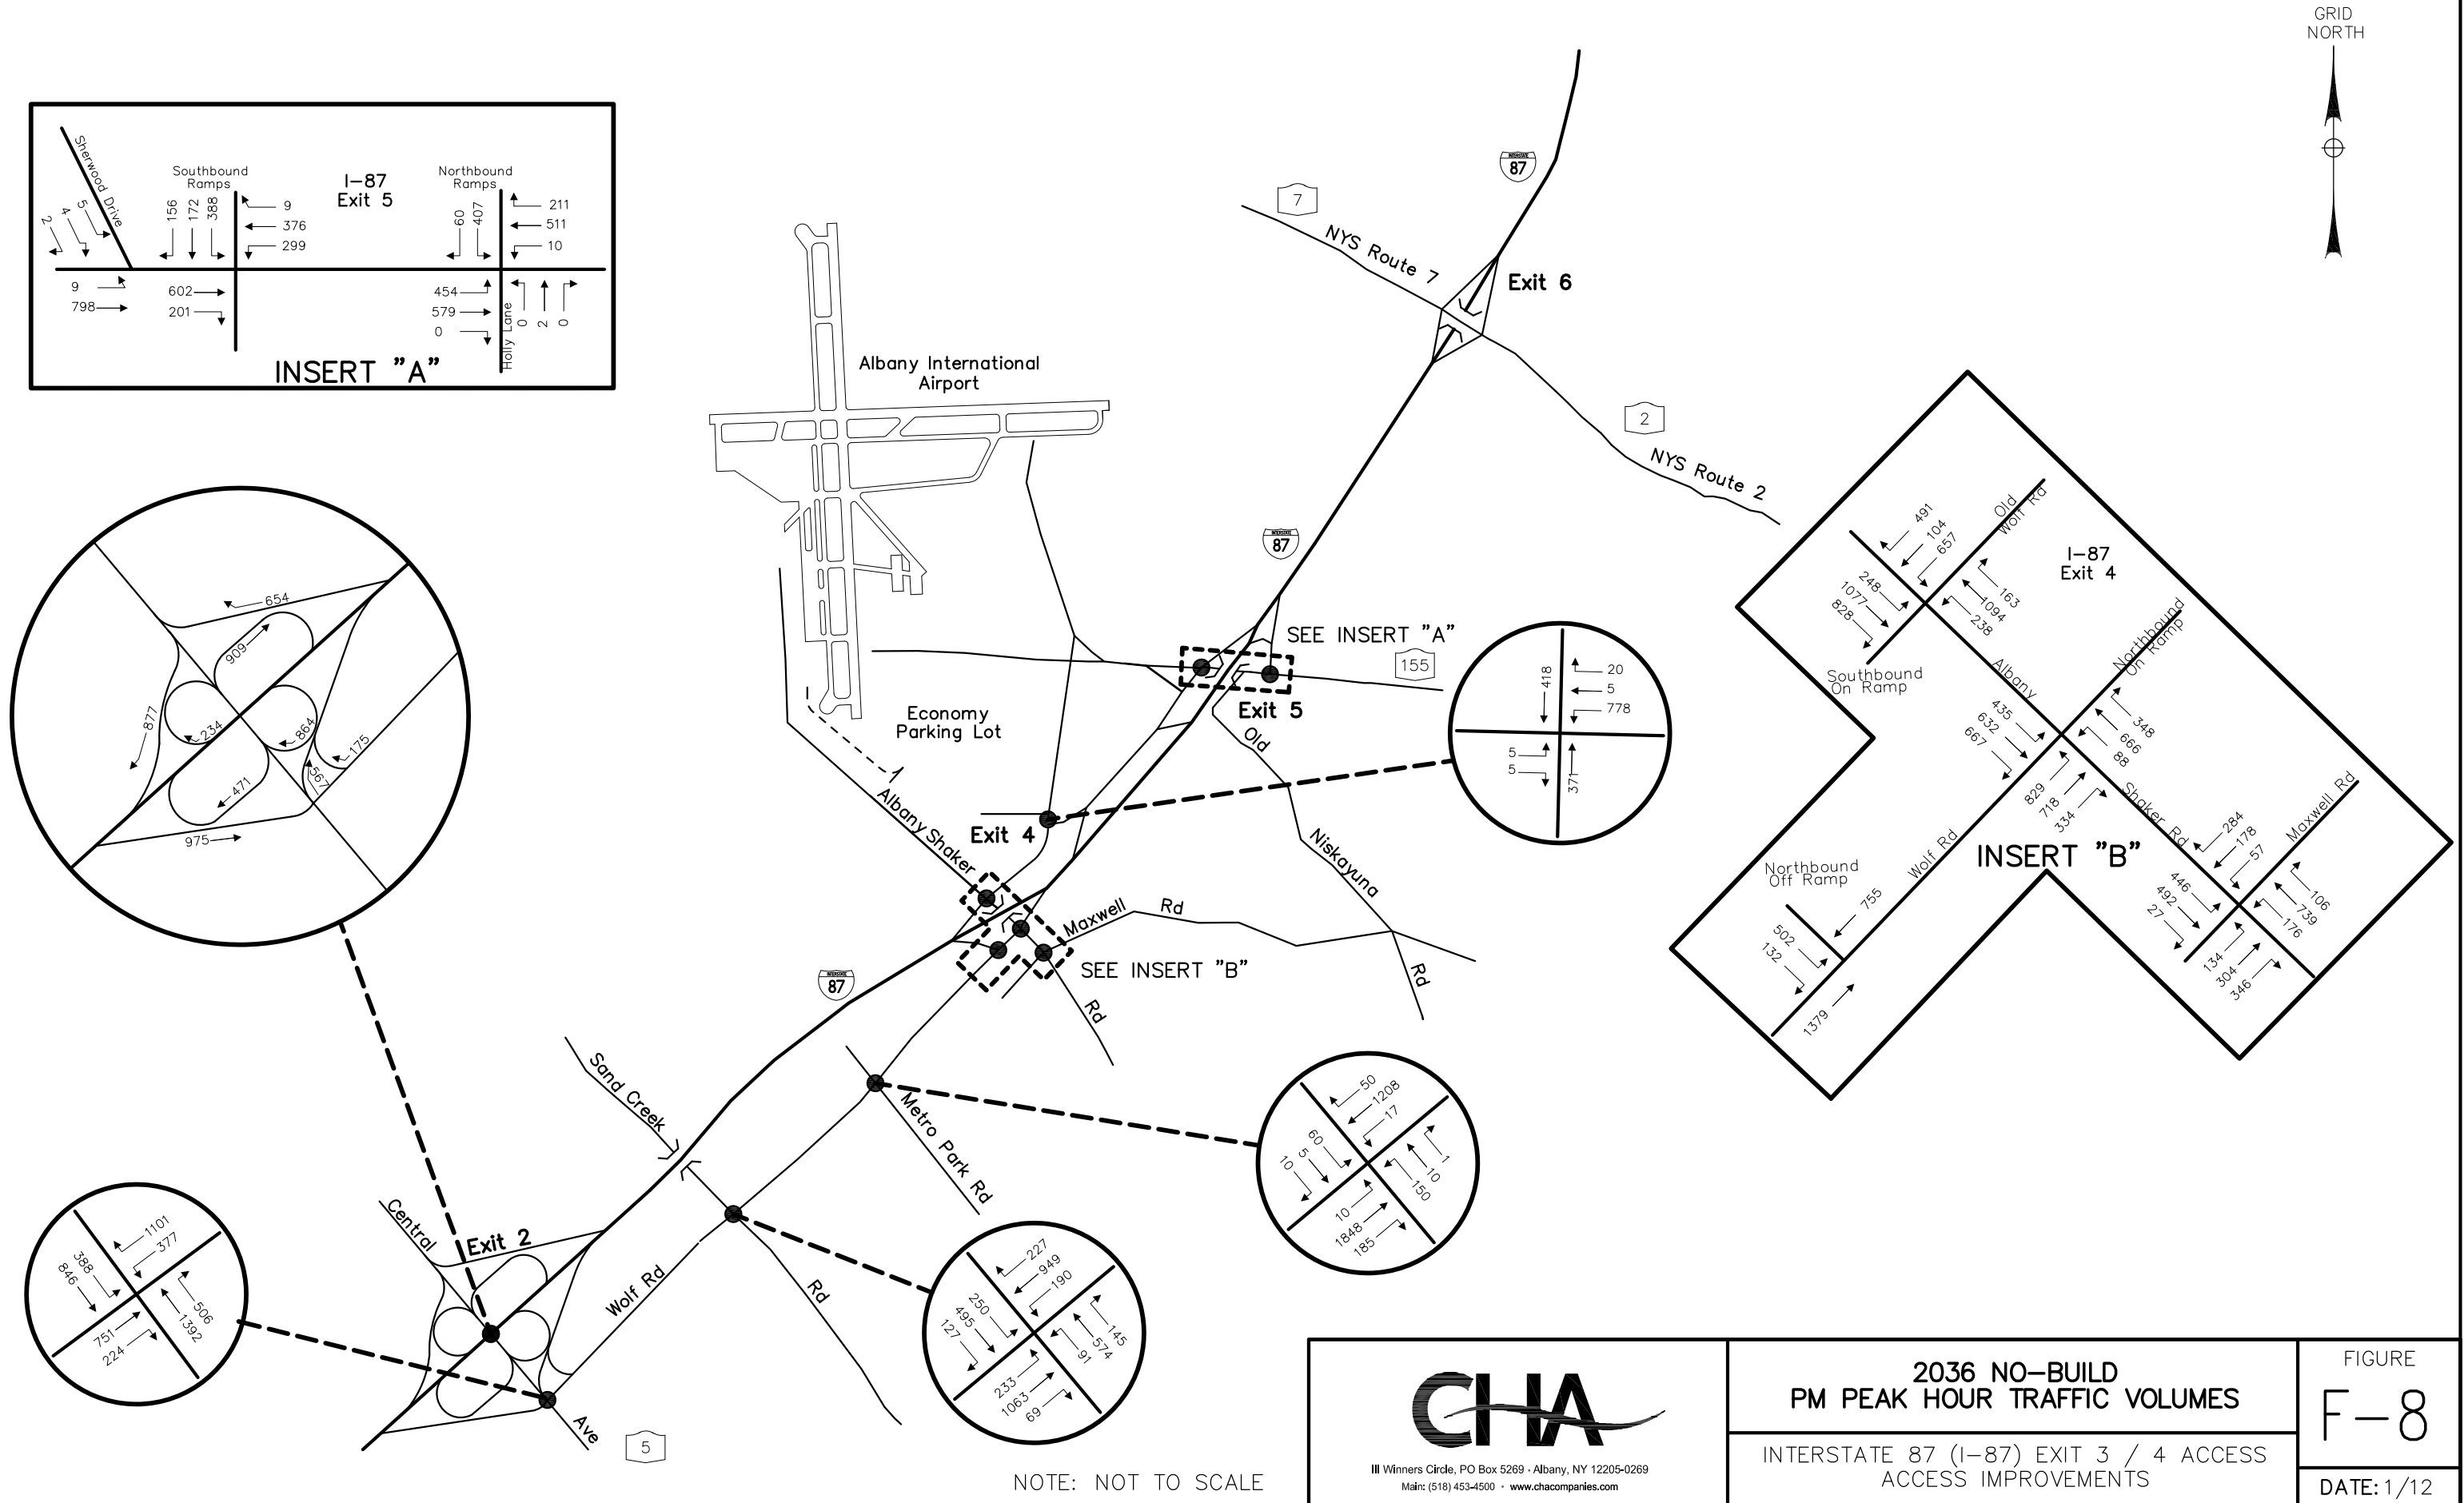 GRID
NORTH
Sherwood Drive
2
4
5
9
798
Southbound
Ramps
156
172
388
9
376
299
602
201
I-87
Exit 5
Northbound
Ramps
60
407
211
511
10
454
579
0
Holly Lane
0
2
0
INSERT "A"
INTERSTATE
87
7
NYS Route 7
Exit 6
2
NYS Route 2
Albany International
Airport
INTERSTATE
87
SEE INSERT "A"
155
Exit 5
Economy
Parking Lot
Old
Niskayuna
Rd
Albany Shaker
Rd
Exit 4
Maxwell
Rd
SEE INSERT "B"
INTERSTATE
87
Sand Creek
Rd
Metro Park Rd
Wolf Rd
Central
Ave
Exit 2
5
654
909
877
234
864
175
567
471
975
418
20
5
778
5
5
371
I-87
Exit 4
Old
Wolf Rd
491
104
657
248
1077
828
163
1094
238
Southbound
On Ramp
Albany
Shaker Rd
Northbound
On Ramp
435
632
667
348
666
88
829
718
334
Wolf Rd
INSERT "B"
Maxwell Rd
284
178
57
446
492
27
106
739
176
134
304
346
Northbound
Off Ramp
755
502
132
1379
50
1208
17
60
5
10
1
10
150
10
1848
185
227
949
190
250
495
127
145
574
91
233
1063
69
1101
377
388
846
506
1392
751
224
NOTE: NOT TO SCALE
CHA
III Winners Circle, PO Box 5269 · Albany, NY 12205-0269
Main: (518) 453-4500 · www.chacompanies.com
2036 NO-BUILD
PM PEAK HOUR TRAFFIC VOLUMES
INTERSTATE 87 (I-87) EXIT 3 / 4 ACCESS
ACCESS IMPROVEMENTS
FIGURE
F-8
DATE: 1/12